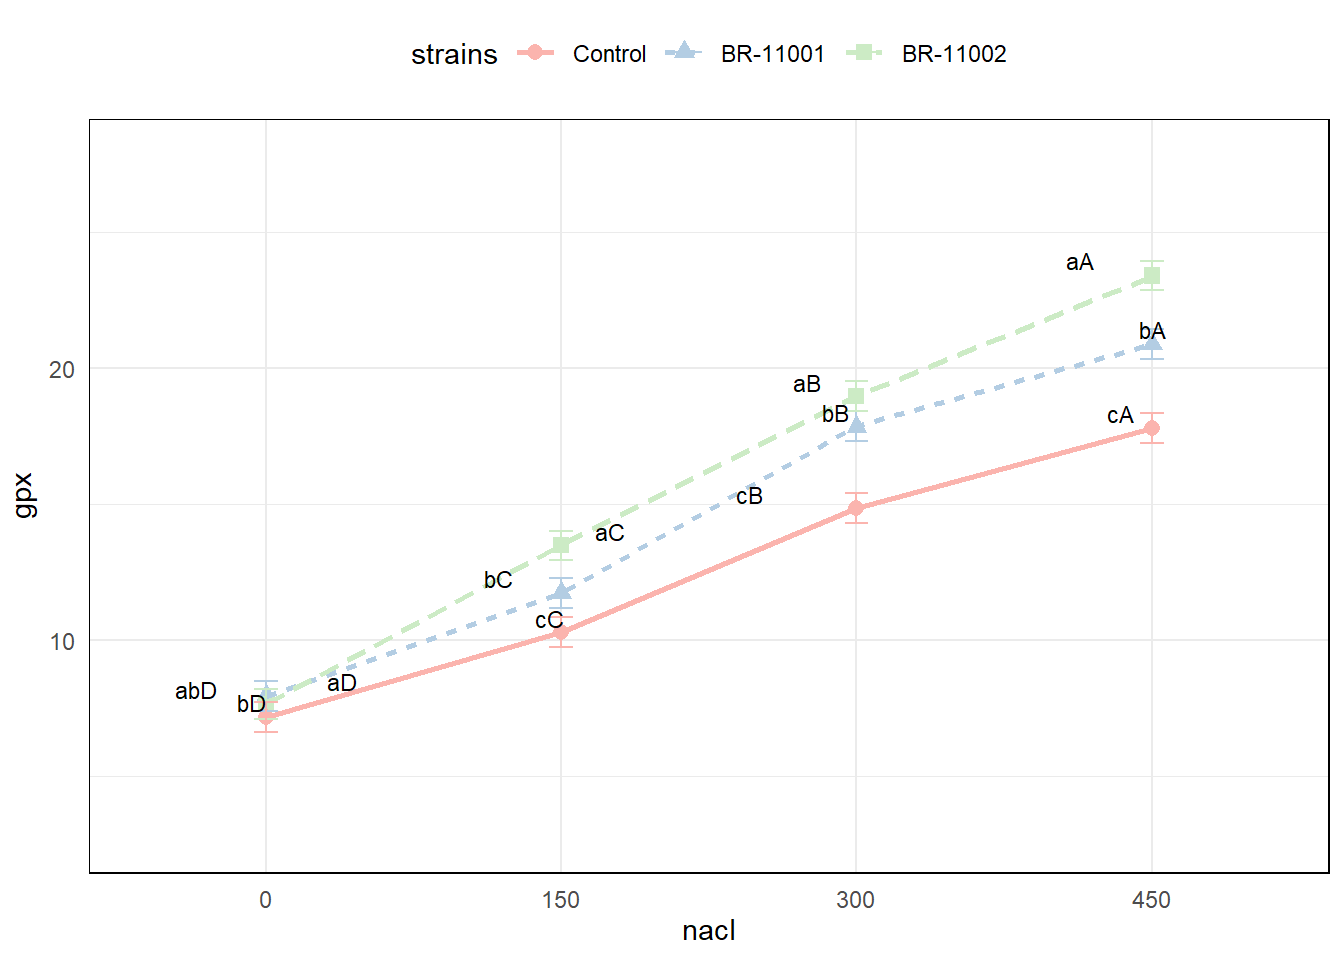 strains Control BR-11001 BR-11002
aA
bA
20
aB
bB
cA
cB
aC
bC
cC
10
aD
abD
bD
gpx
0 150 300 450
nacl